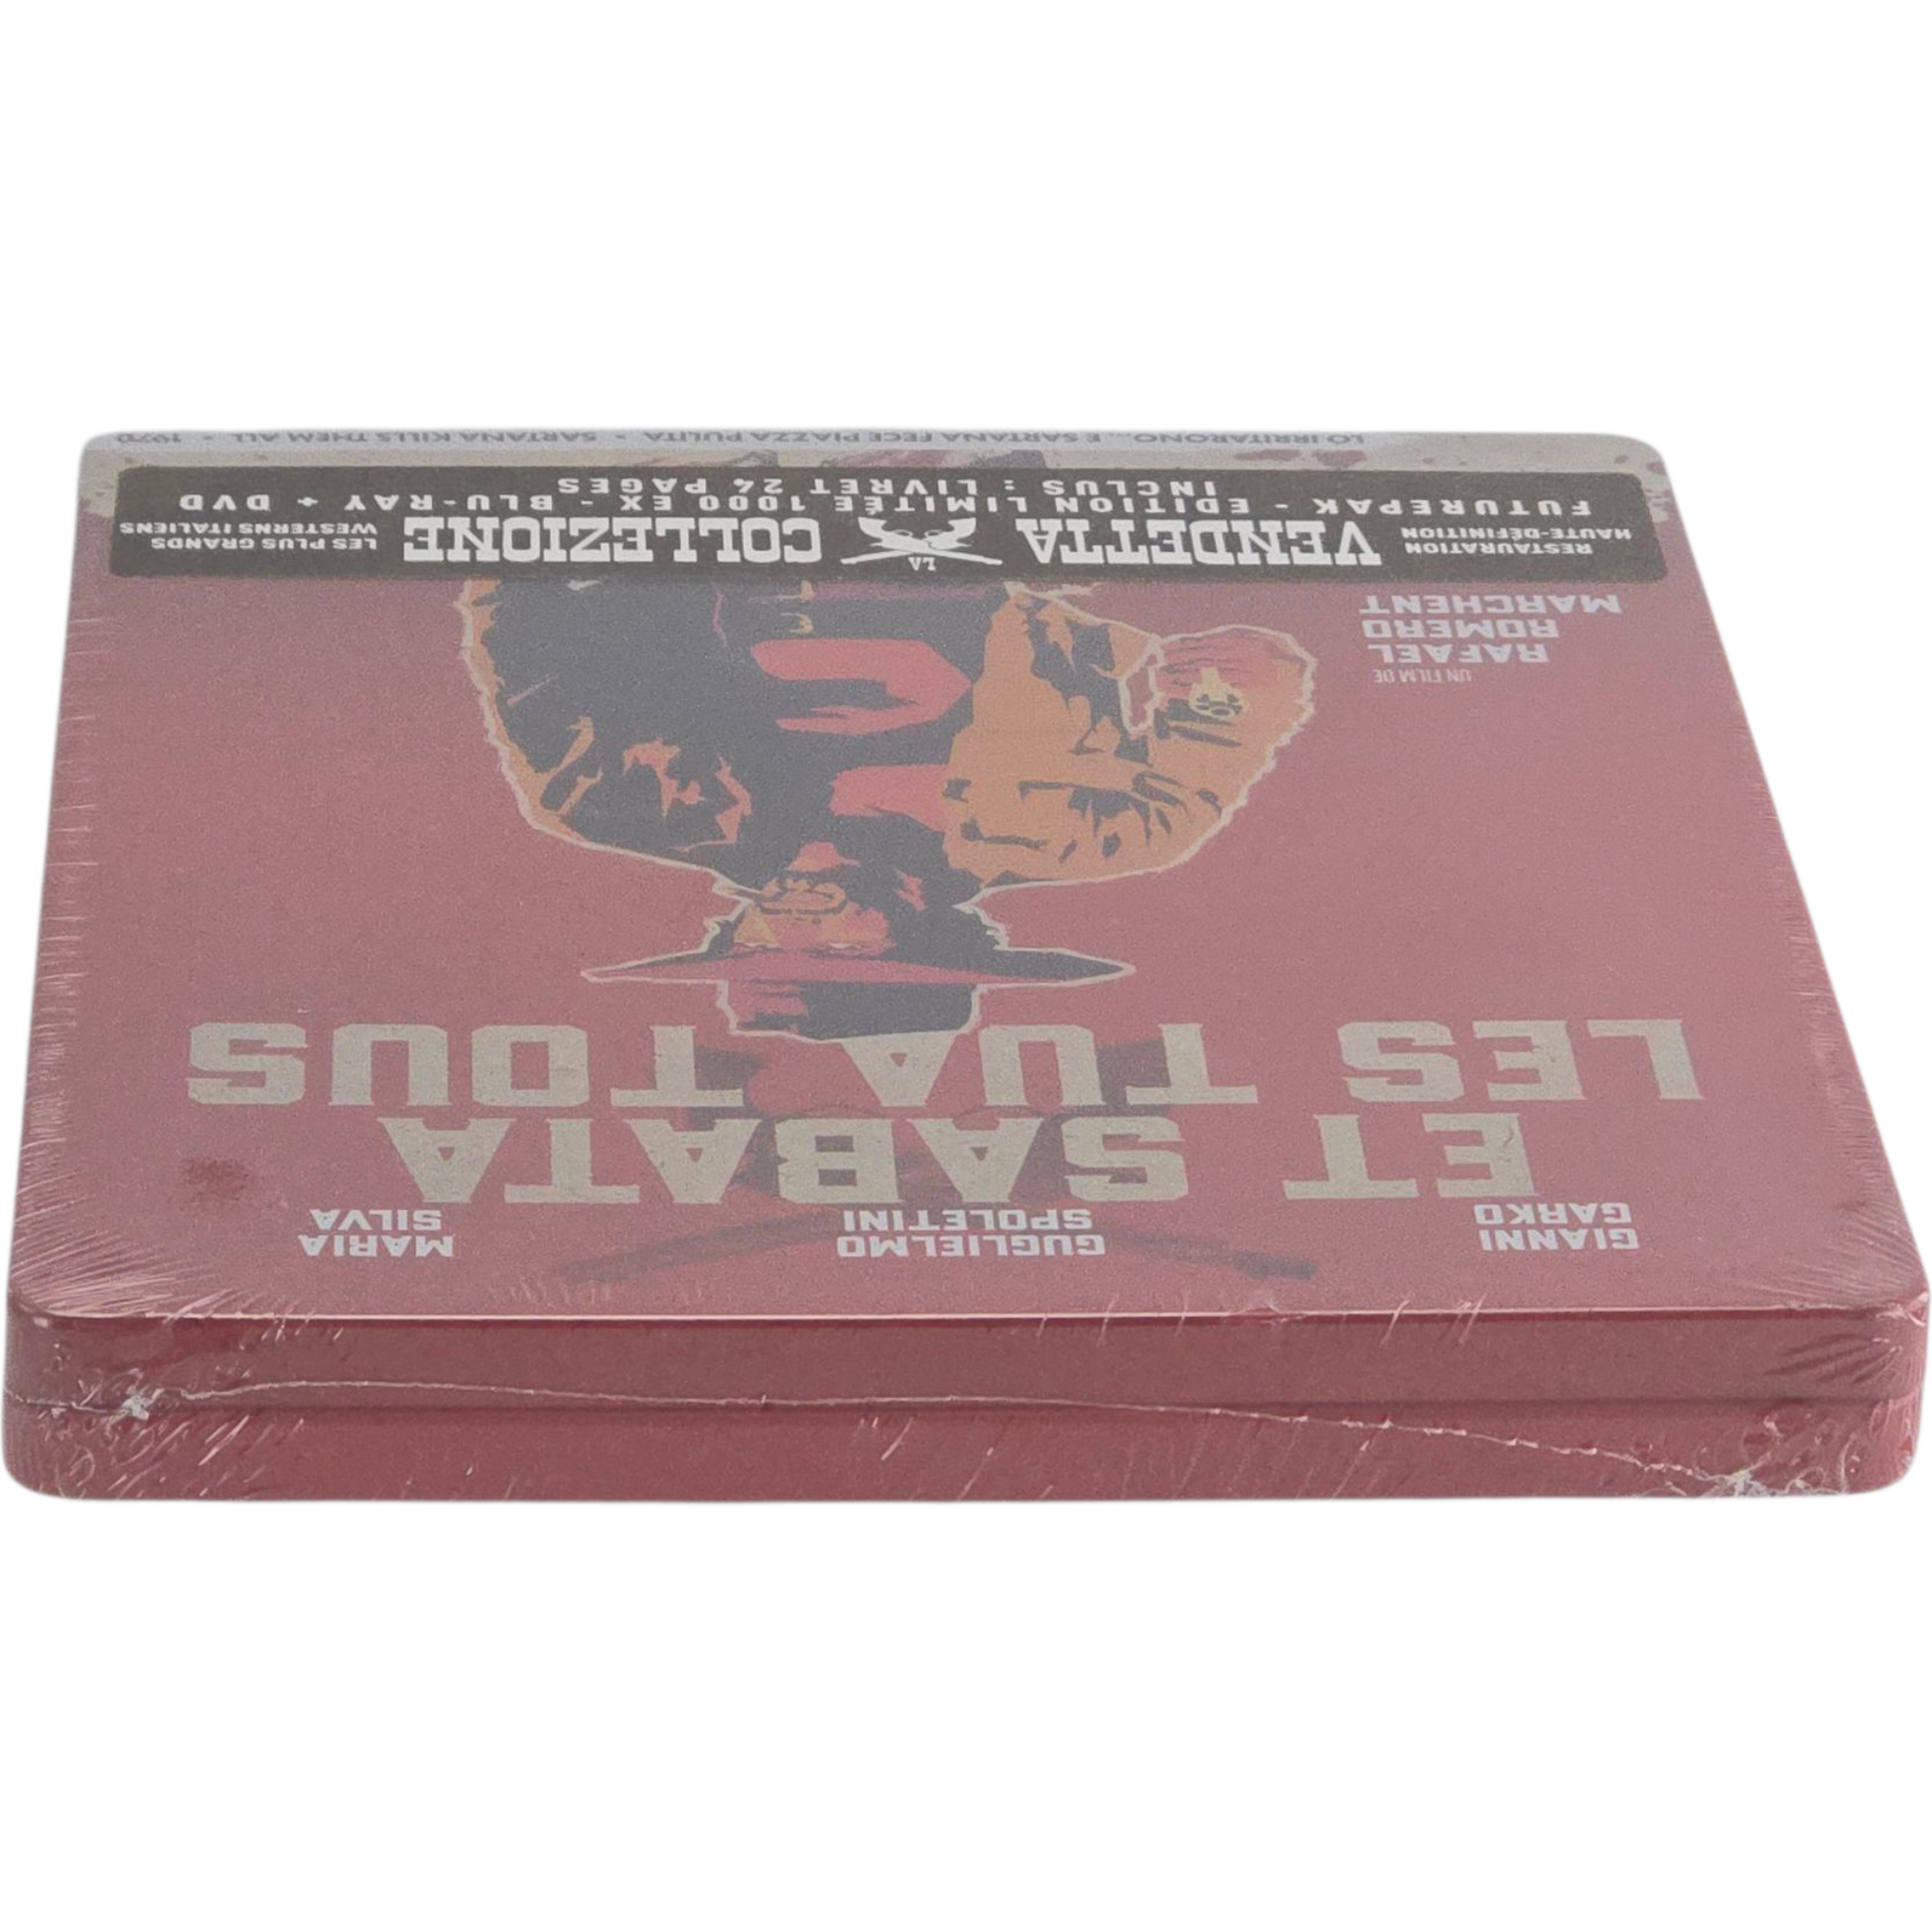 GIANNI
GARKO
GUGLIELMO
SPOLETINI
MARIA
SILVA
ET SABATA
LES TUA TOUS
UN FILM DE
RAFAEL
ROMERO
MARCHENT
RESTAURATION
HAUTE-DÉFINITION
LA
VENDETTA COLLEZIONE
LES PLUS GRANDS
WESTERNS ITALIENS
FUTUREPAK - EDITION LIMITÉE 1000 EX - BLU-RAY + DVD
INCLUS : LIVRET 24 PAGES
LO IRRITARONO... E SARTANA FECE PIAZZA PULITA • SARTANA KILLS THEM ALL • 1970